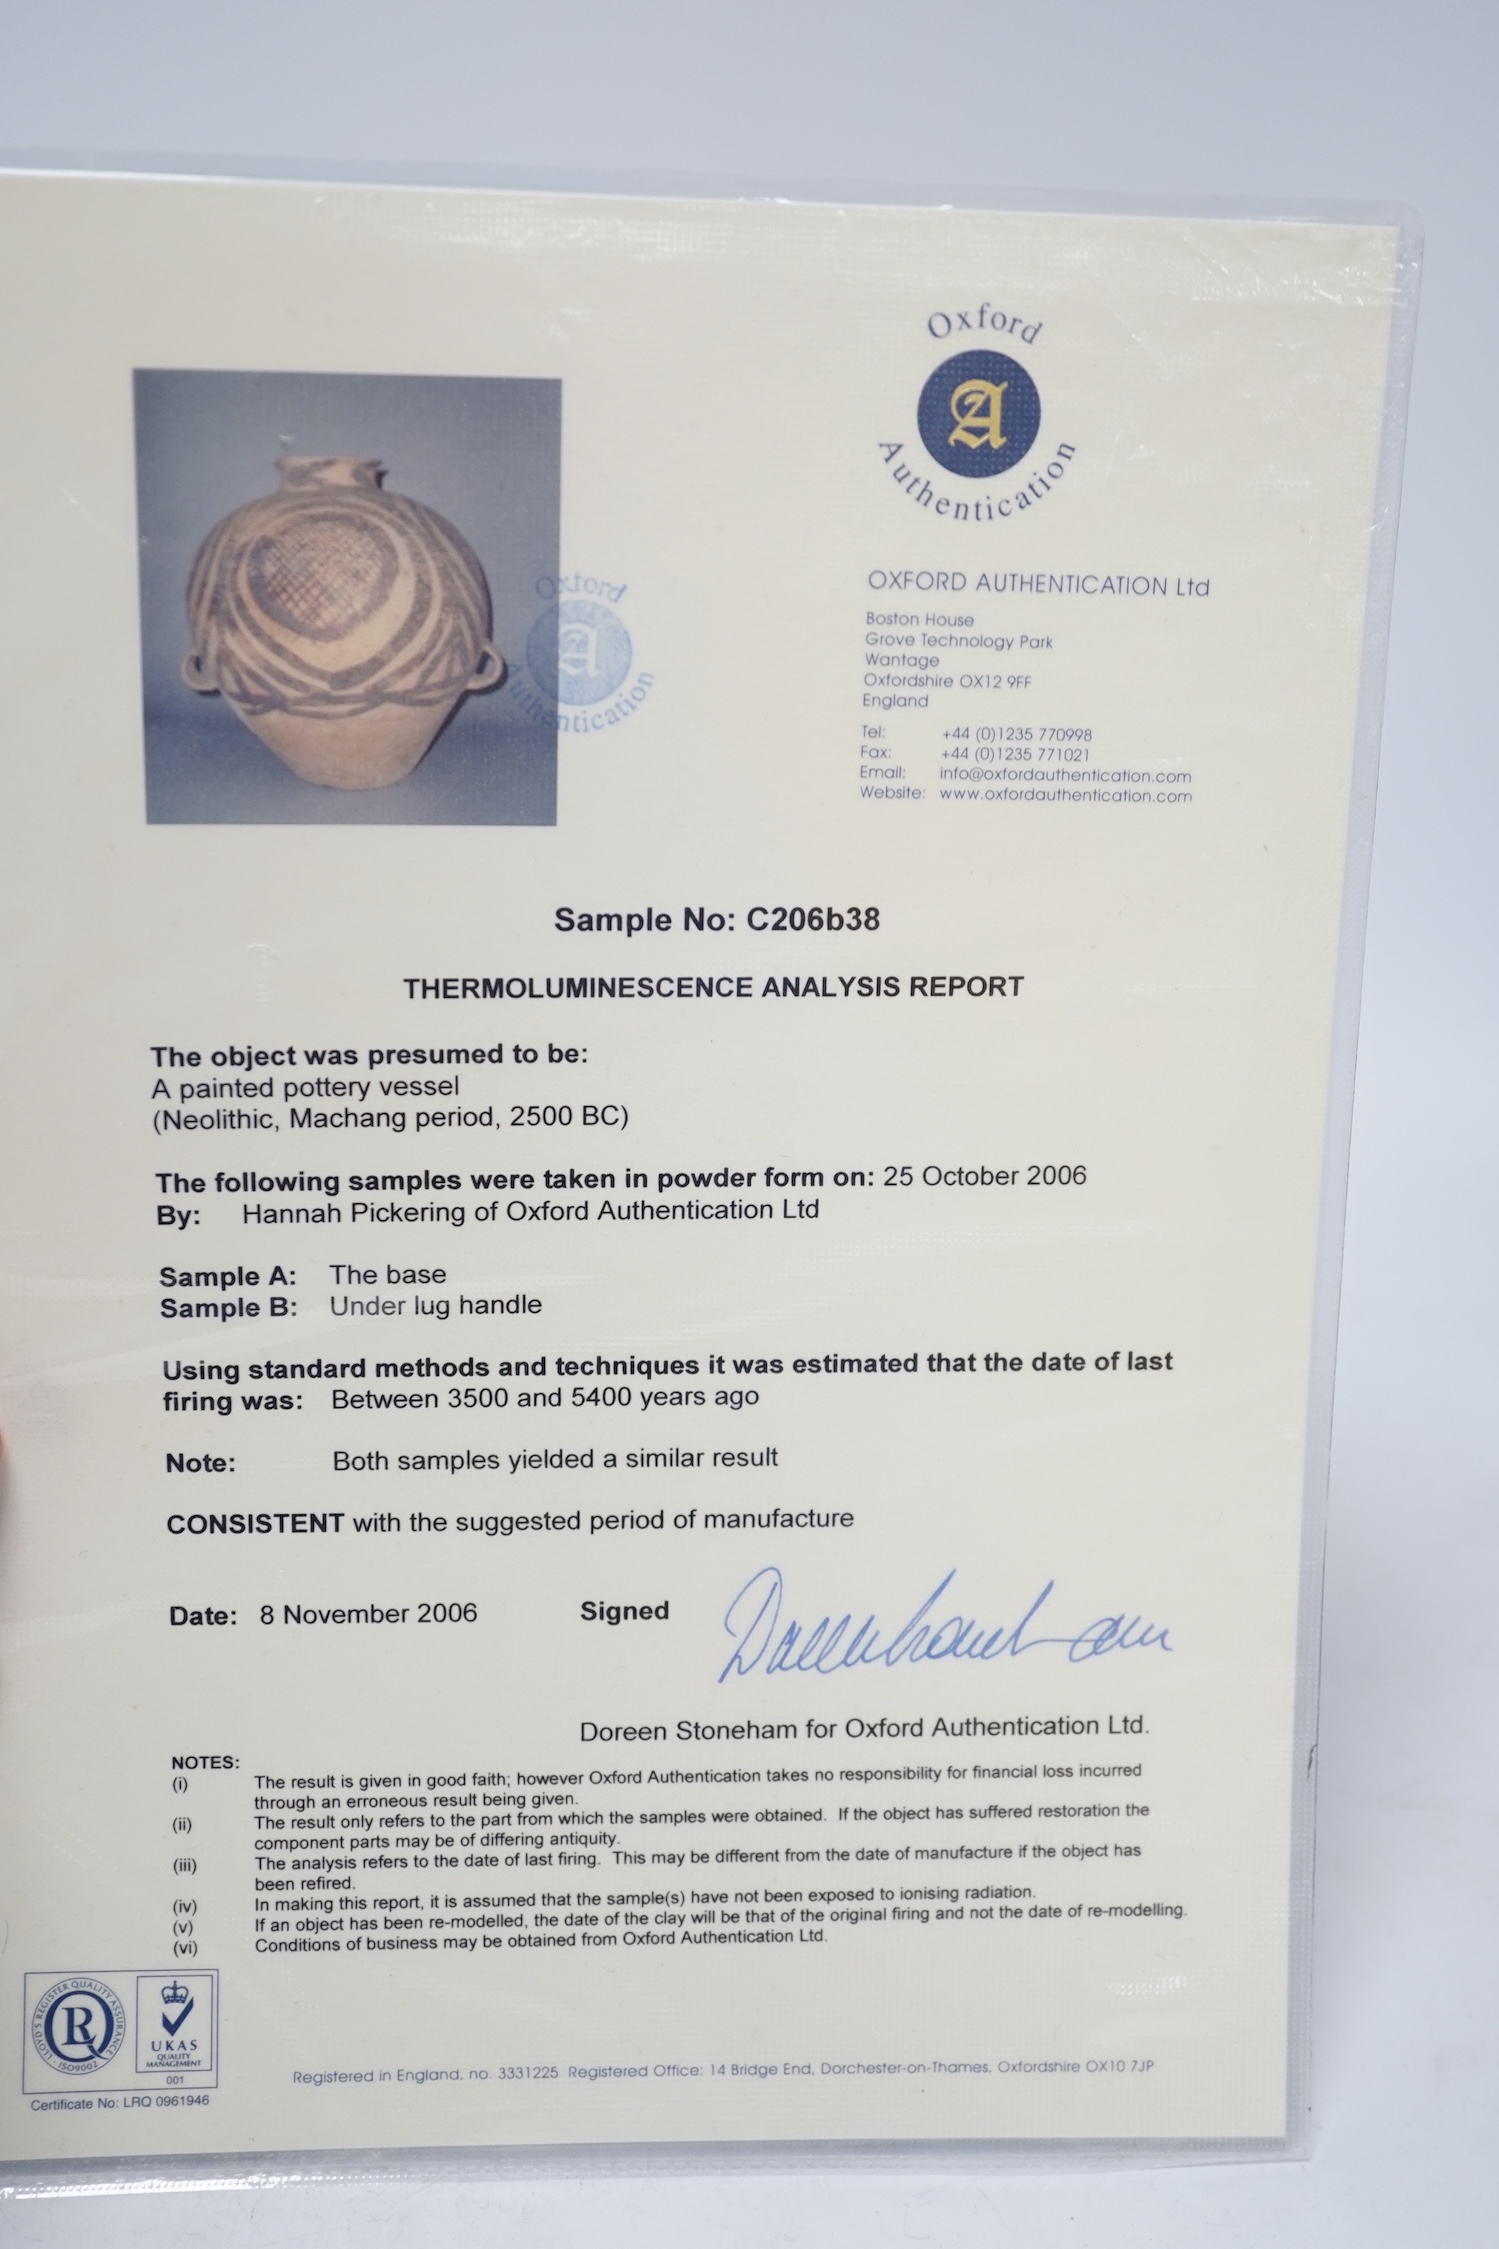 Oxford
A
Authentication
OXFORD AUTHENTICATION Ltd
Boston House
Grove Technology Park
Wantage
Oxfordshire OX12 9FF
England
Tel: +44 (0)1235 770998
Fax: +44 (0)1235 771021
Email: info@oxfordauthentication.com
Website: www.oxfordauthentication.com
Oxford
A
Authentication
Sample No: C206b38
THERMOLUMINESCENCE ANALYSIS REPORT
The object was presumed to be:
A painted pottery vessel
(Neolithic, Machang period, 2500 BC)
The following samples were taken in powder form on: 25 October 2006
By: Hannah Pickering of Oxford Authentication Ltd
Sample A: The base
Sample B: Under lug handle
Using standard methods and techniques it was estimated that the date of last
firing was: Between 3500 and 5400 years ago
Note: Both samples yielded a similar result
CONSISTENT with the suggested period of manufacture
Date: 8 November 2006 Signed
Doreen Stoneham for Oxford Authentication Ltd.
NOTES:
(i) The result is given in good faith; however Oxford Authentication takes no responsibility for financial loss incurred
through an erroneous result being given.
(ii) The result only refers to the part from which the samples were obtained. If the object has suffered restoration the
component parts may be of differing antiquity.
(iii) The analysis refers to the date of last firing. This may be different from the date of manufacture if the object has
been refired.
(iv) In making this report, it is assumed that the sample(s) have not been exposed to ionising radiation.
(v) If an object has been re-modelled, the date of the clay will be that of the original firing and not the date of re-modelling.
(vi) Conditions of business may be obtained from Oxford Authentication Ltd.
LLOYD'S REGISTER QUALITY ASSURANCE
ISO9002
UKAS
QUALITY
MANAGEMENT
001
Certificate No: LRQ 0961946
Registered in England, no. 3331225 Registered Office: 14 Bridge End, Dorchester-on-Thames, Oxfordshire OX10 7JP